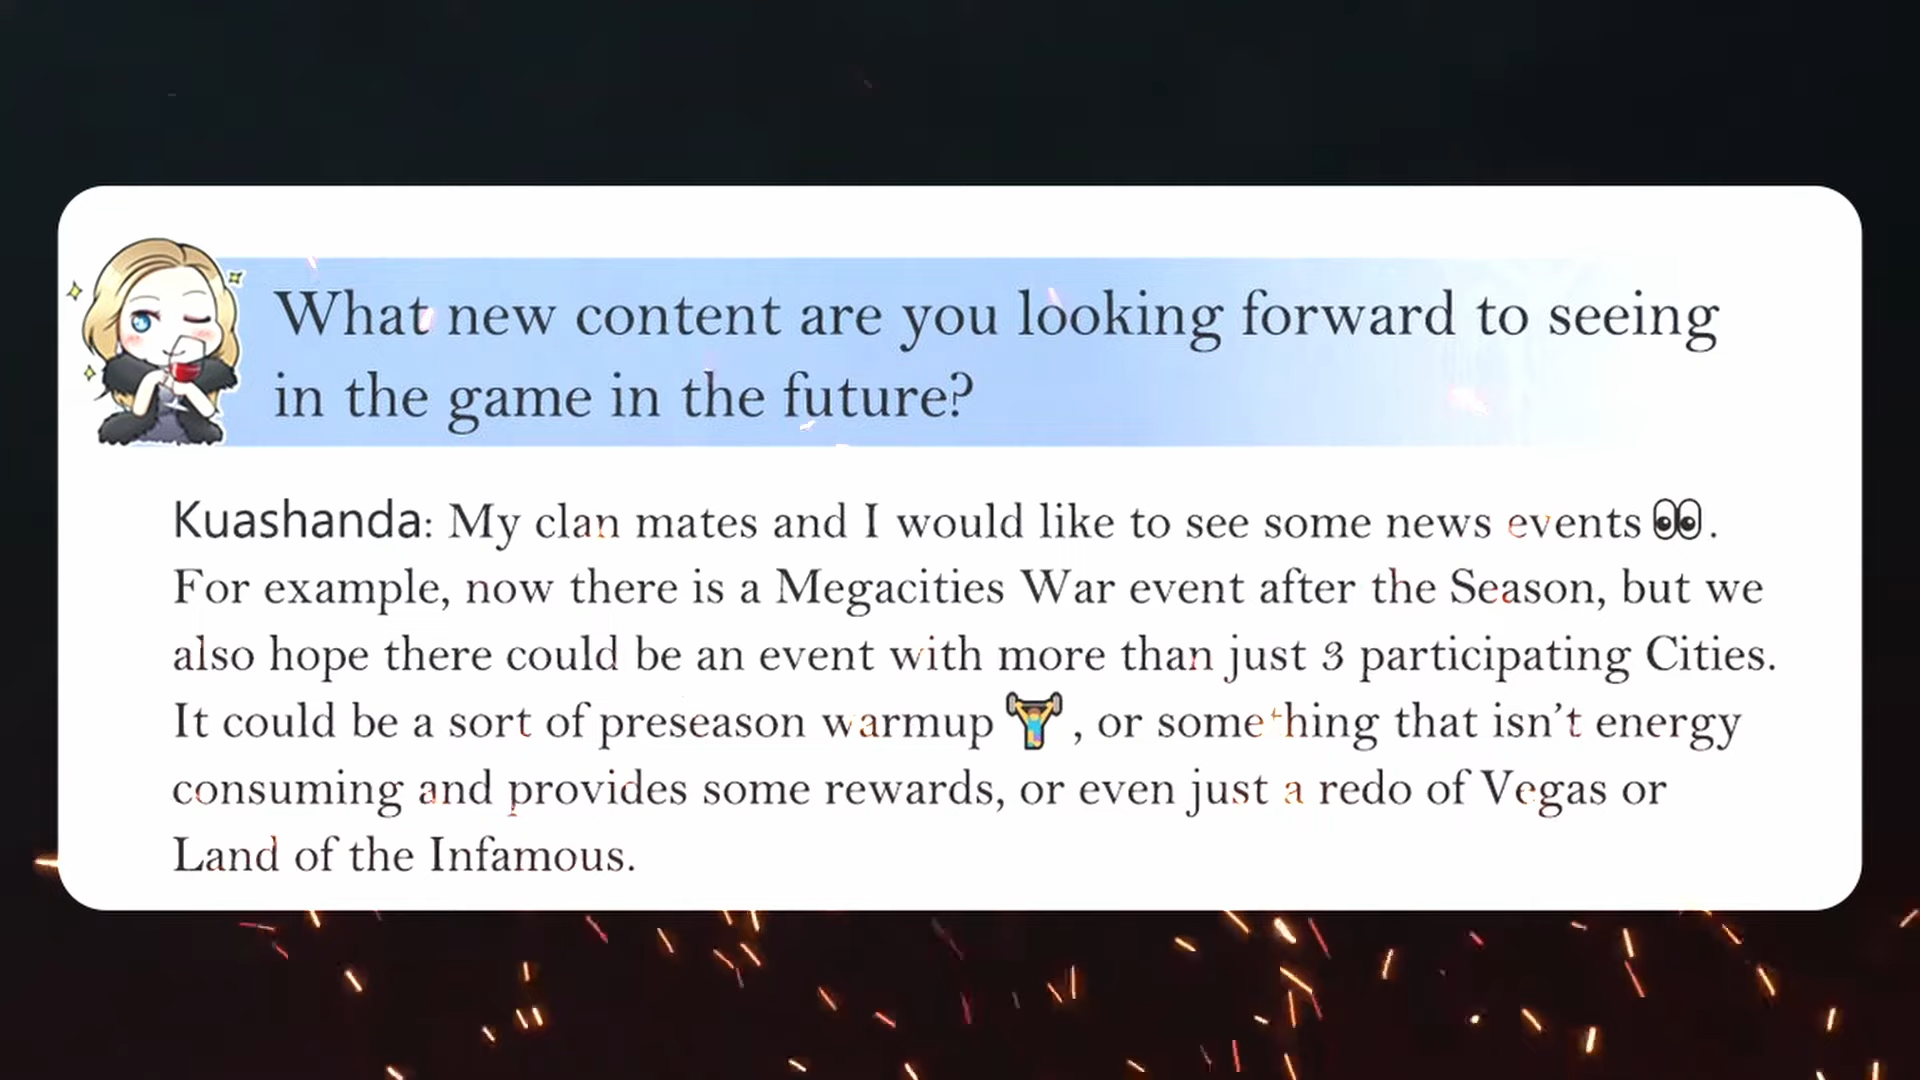 What new content are you looking forward to seeing
in the game in the future?
Kuashanda: My clan mates and I would like to see some news events 👀.
For example, now there is a Megacities War event after the Season, but we
also hope there could be an event with more than just 3 participating Cities.
It could be a sort of preseason warmup 🏋️, or something that isn’t energy
consuming and provides some rewards, or even just a redo of Vegas or
Land of the Infamous.